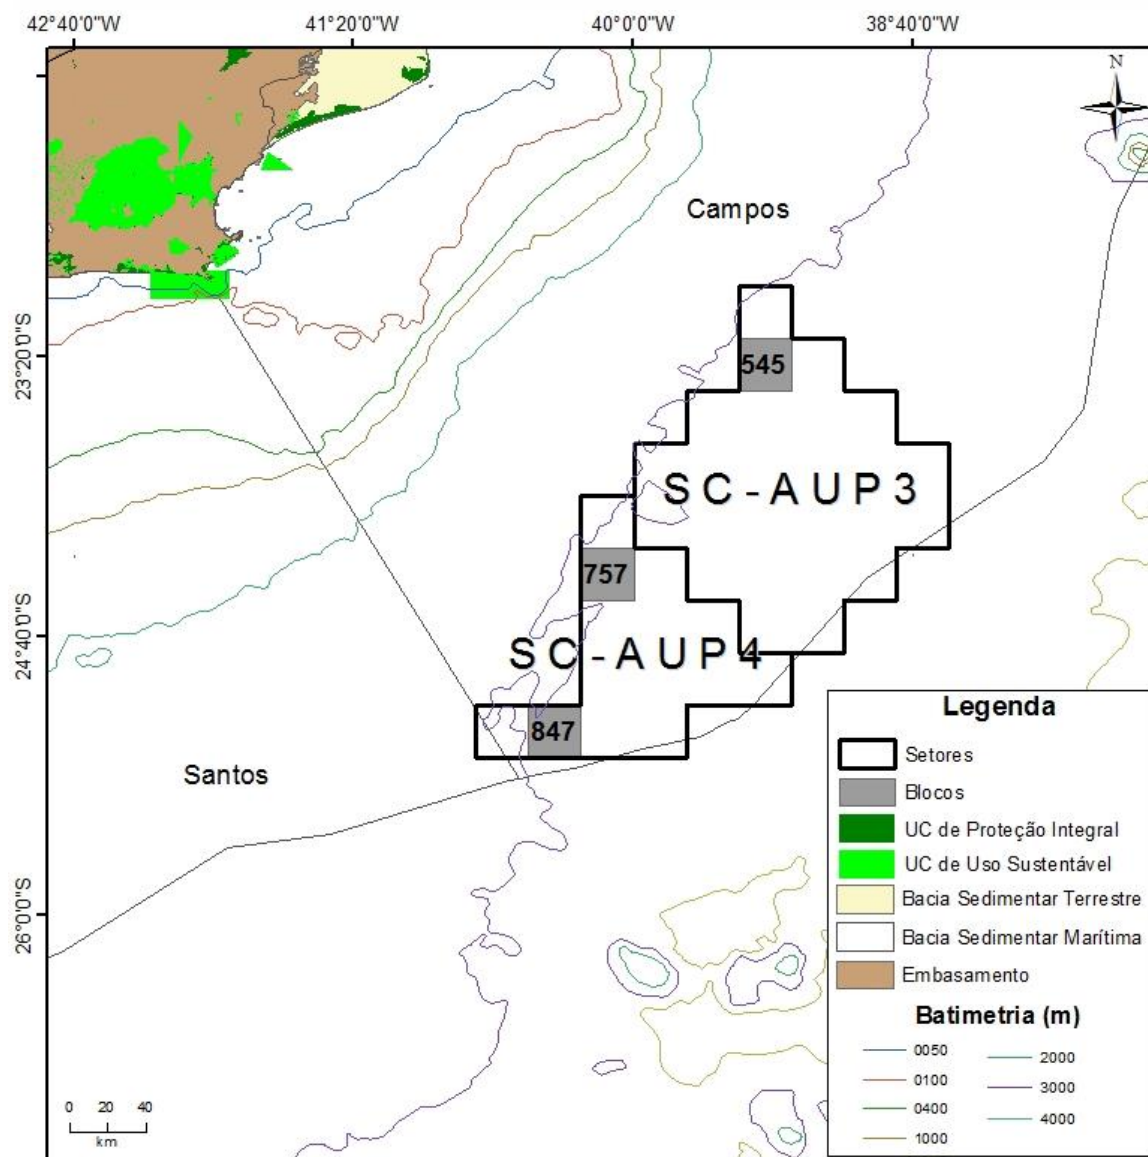 42°40'0"W 41°20'0"W 40°0'0"W 38°40'0"W
N
Campos
23°20'0"S
545
SC-AUP3
757
24°40'0"S
SC-AUP4
847
Santos
26°0'0"S
Legenda
Setores
Blocos
UC de Proteção Integral
UC de Uso Sustentável
Bacia Sedimentar Terrestre
Bacia Sedimentar Marítima
Embasamento
Batimetria (m)
0050 2000
0100 3000
0400 4000
1000
0 20 40
km